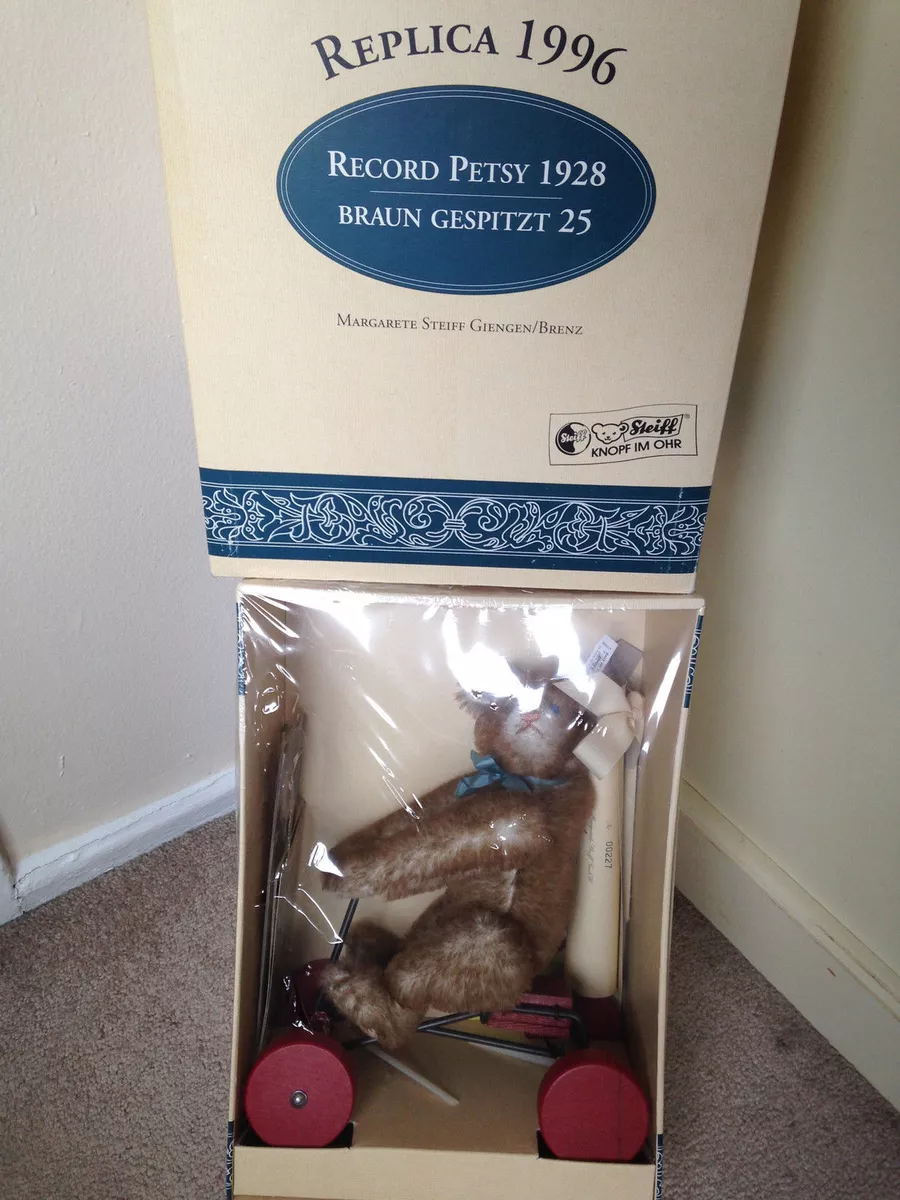 REPLICA 1996
RECORD PETSY 1928
BRAUN GESPITZT 25
MARGARETE STEIFF GIENGEN/BRENZ
Steiff
Steiff
KNOPF IM OHR
00227